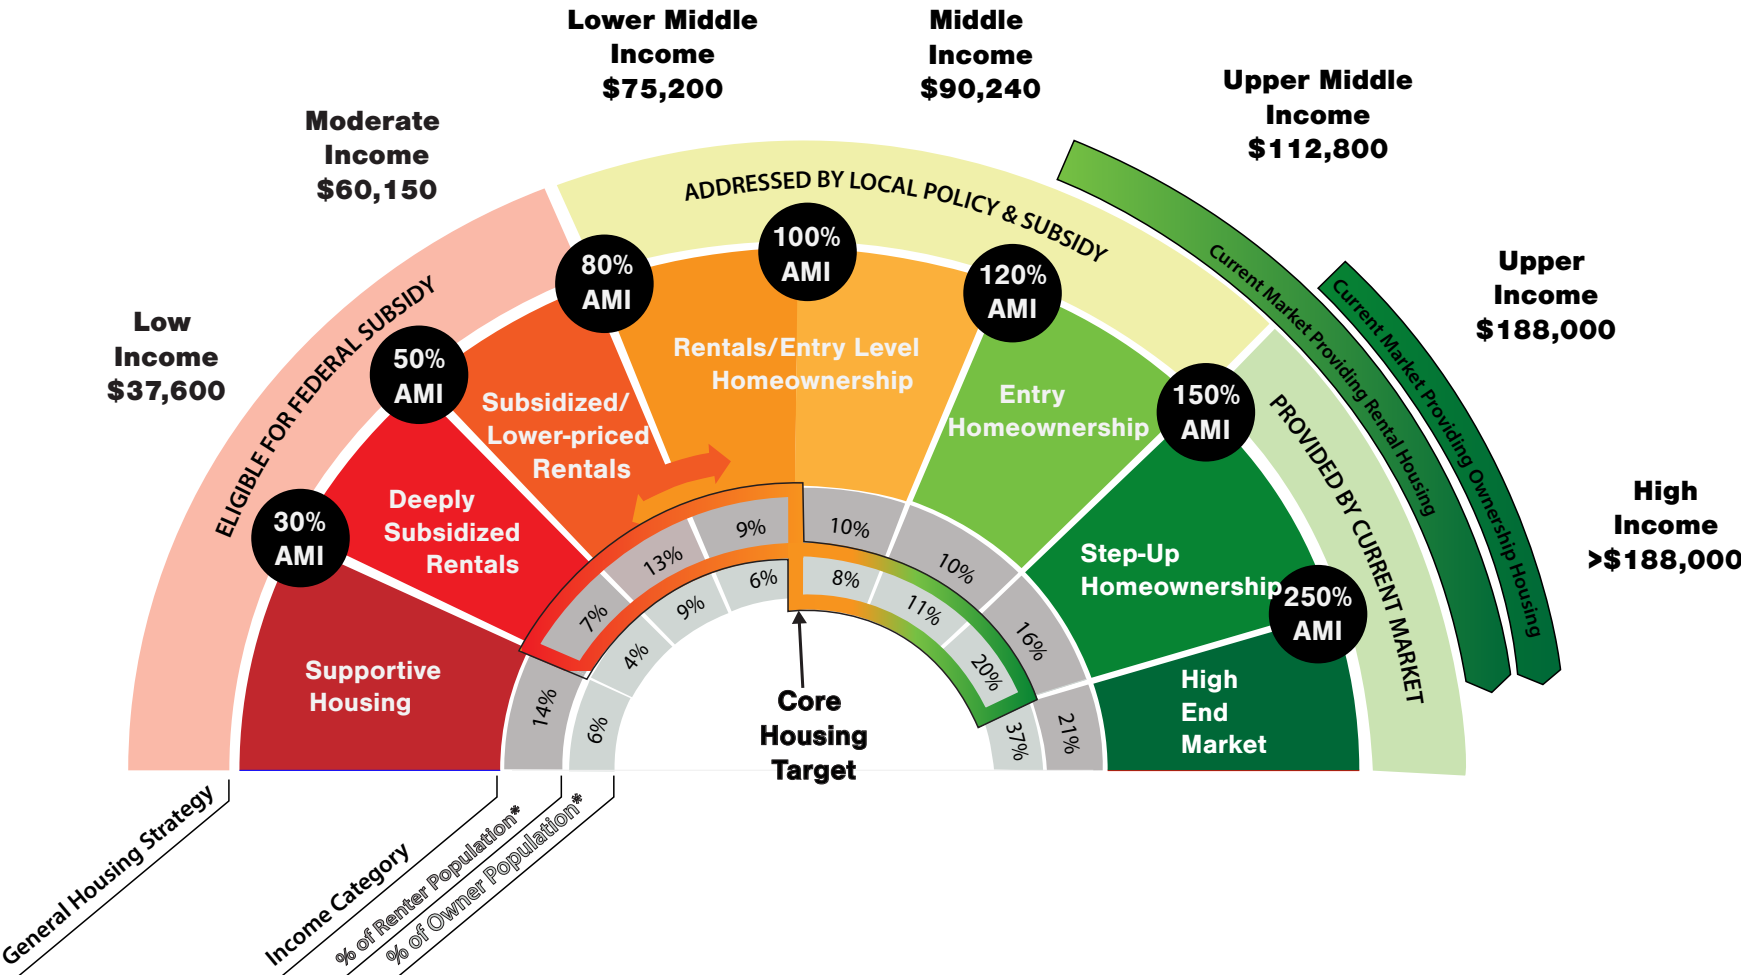 Lower Middle
Income
$75,200
Middle
Income
$90,240
Upper Middle
Income
$112,800
Moderate
Income
$60,150
Upper
Income
$188,000
Low
Income
$37,600
High
Income
>$188,000
ELIGIBLE FOR FEDERAL SUBSIDY
ADDRESSED BY LOCAL POLICY & SUBSIDY
PROVIDED BY CURRENT MARKET
Current Market Providing Rental Housing
Current Market Providing Ownership Housing
30%
AMI
50%
AMI
80%
AMI
100%
AMI
120%
AMI
150%
AMI
250%
AMI
Supportive
Housing
Deeply
Subsidized
Rentals
Subsidized/
Lower-priced
Rentals
Rentals/Entry Level
Homeownership
Entry
Homeownership
Step-Up
Homeownership
High
End
Market
14%
7%
13%
9%
10%
10%
16%
21%
6%
4%
9%
6%
8%
11%
20%
37%
Core
Housing
Target
General Housing Strategy
Income Category
% of Renter Population*
% of Owner Population*